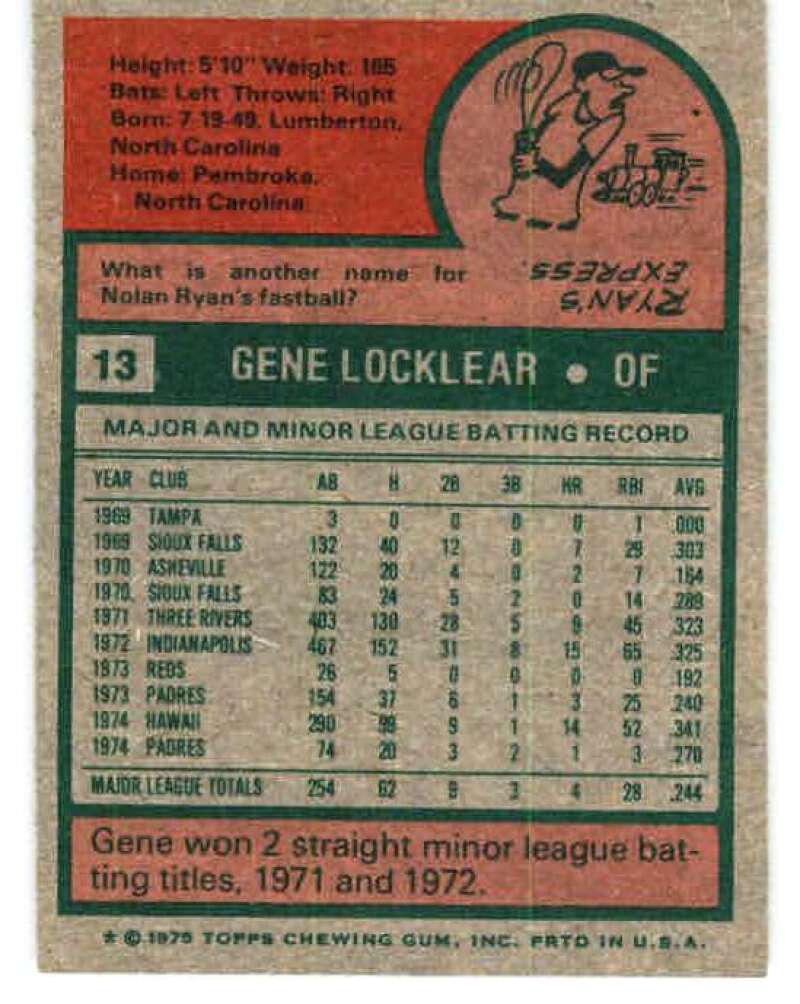 Height: 5'10" Weight: 165
Bats: Left Throws: Right
Born: 7-19-49, Lumberton,
North Carolina
Home: Pembroke,
North Carolina
What is another name for
Nolan Ryan's fastball?
RYAN'S
EXPRESS.
13 GENE LOCKLEAR • OF
MAJOR AND MINOR LEAGUE BATTING RECORD
YEAR CLUB AB H 2B 3B HR RBI AVG
1969 TAMPA 3 0 0 0 0 1 .000
1969 SIOUX FALLS 132 40 12 0 7 29 .303
1970 ASHEVILLE 122 20 4 0 2 7 .164
1970 SIOUX FALLS 83 24 5 2 0 14 .289
1971 THREE RIVERS 403 130 28 5 9 45 .323
1972 INDIANAPOLIS 467 152 31 8 15 65 .325
1973 REDS 26 5 0 0 0 0 .192
1973 PADRES 154 37 6 1 3 25 .240
1974 HAWAII 290 99 9 1 14 52 .341
1974 PADRES 74 20 3 2 1 3 .270
MAJOR LEAGUE TOTALS 254 62 9 3 4 28 .244
Gene won 2 straight minor league bat-
ting titles, 1971 and 1972.
* © 1975 TOPPS CHEWING GUM, INC. PRTD IN U.S.A.